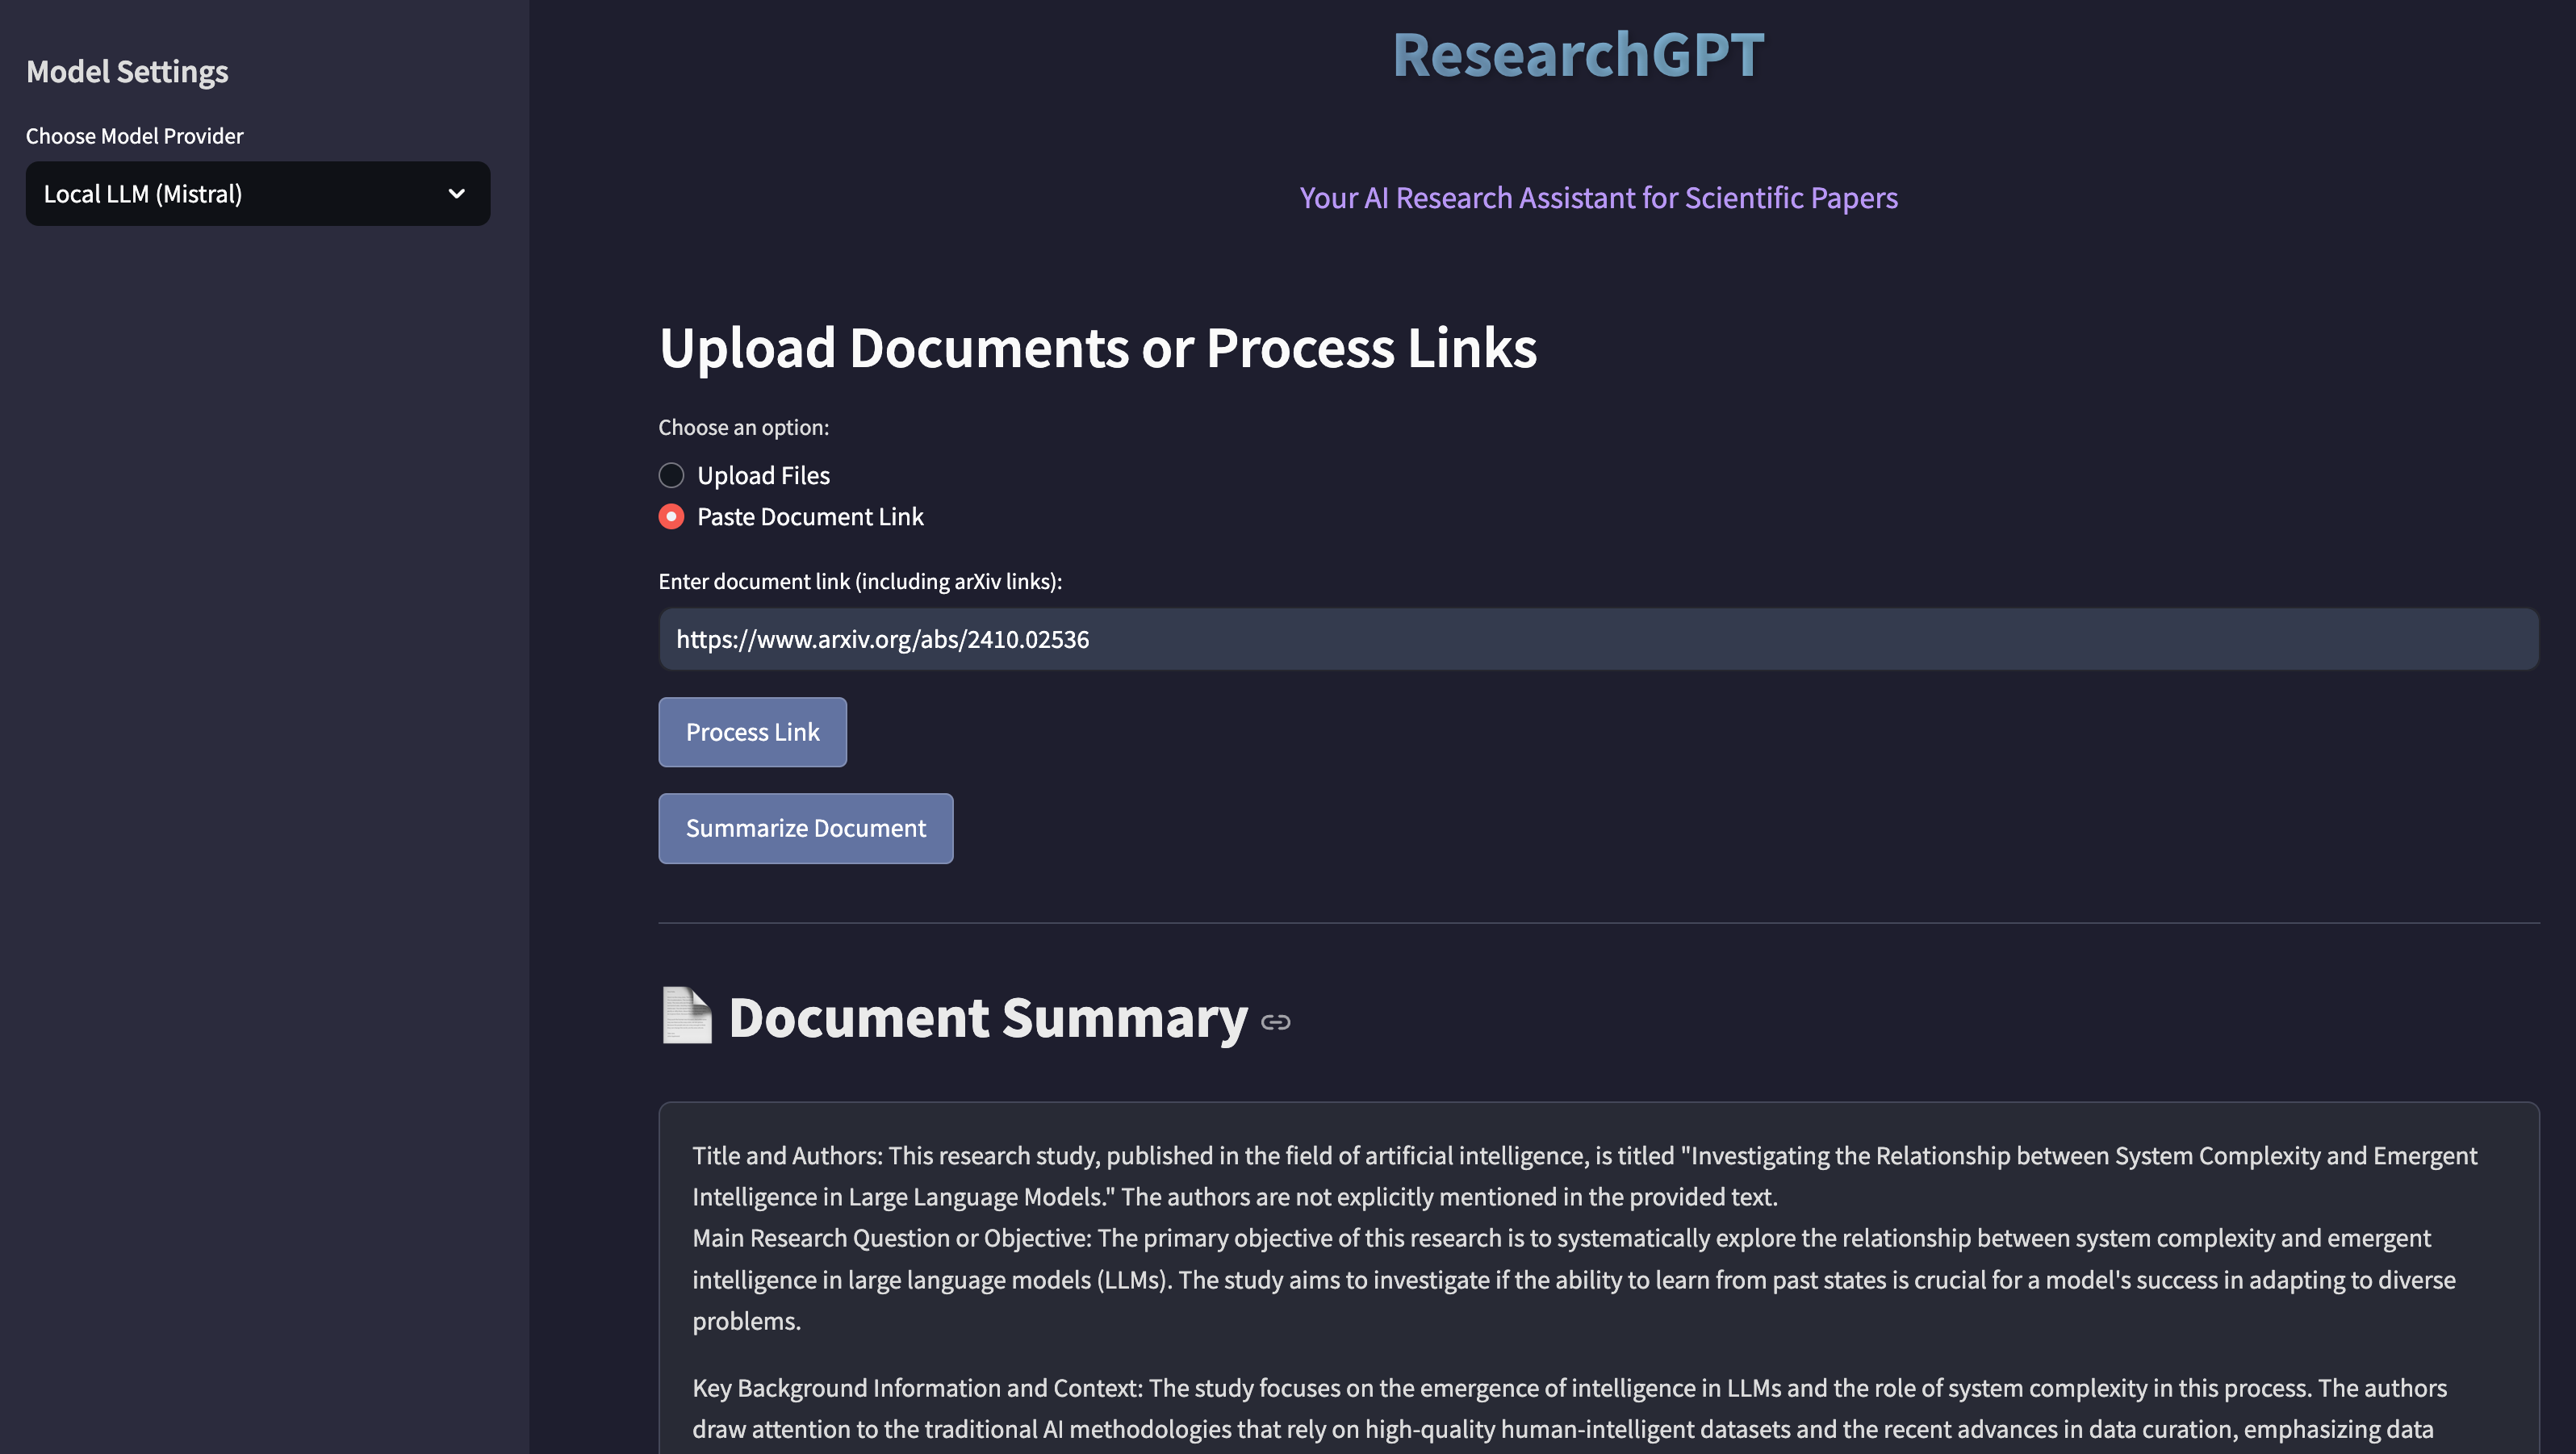 Model Settings
Choose Model Provider
Local LLM (Mistral)
ResearchGPT
Your AI Research Assistant for Scientific Papers
Upload Documents or Process Links
Choose an option:
Upload Files
Paste Document Link
Enter document link (including arXiv links):
https://www.arxiv.org/abs/2410.02536
Process Link
Summarize Document
Document Summary
Title and Authors: This research study, published in the field of artificial intelligence, is titled "Investigating the Relationship between System Complexity and Emergent
Intelligence in Large Language Models." The authors are not explicitly mentioned in the provided text.
Main Research Question or Objective: The primary objective of this research is to systematically explore the relationship between system complexity and emergent
intelligence in large language models (LLMs). The study aims to investigate if the ability to learn from past states is crucial for a model's success in adapting to diverse
problems.
Key Background Information and Context: The study focuses on the emergence of intelligence in LLMs and the role of system complexity in this process. The authors
draw attention to the traditional AI methodologies that rely on high-quality human-intelligent datasets and the recent advances in data curation, emphasizing data